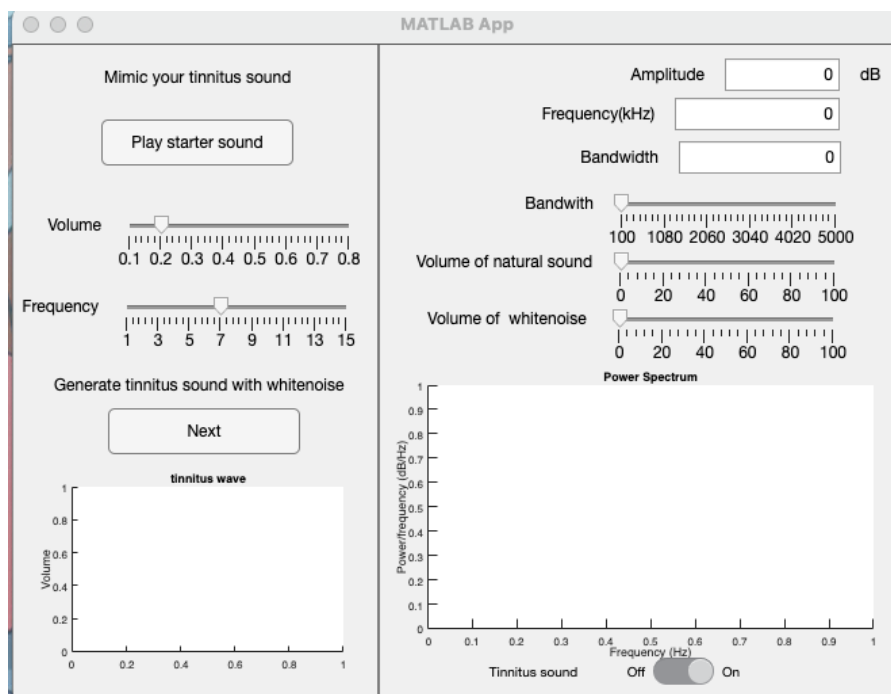 MATLAB App
Mimic your tinnitus sound
Play starter sound
Volume
0.1 0.2 0.3 0.4 0.5 0.6 0.7 0.8
Frequency
1 3 5 7 9 11 13 15
Generate tinnitus sound with whitenoise
Next
tinnitus wave
1
0.8
0.6
0.4
0.2
0
Volume
0 0.2 0.4 0.6 0.8 1
Amplitude 0 dB
Frequency(kHz) 0
Bandwidth 0
Bandwith
100 1080 2060 3040 4020 5000
Volume of natural sound
0 20 40 60 80 100
Volume of whitenoise
0 20 40 60 80 100
Power Spectrum
1
0.9
0.8
0.7
0.6
0.5
0.4
0.3
0.2
0.1
0
Power/frequency (dB/Hz)
0 0.1 0.2 0.3 0.4 0.5 0.6 0.7 0.8 0.9 1
Frequency (Hz)
Tinnitus sound Off On